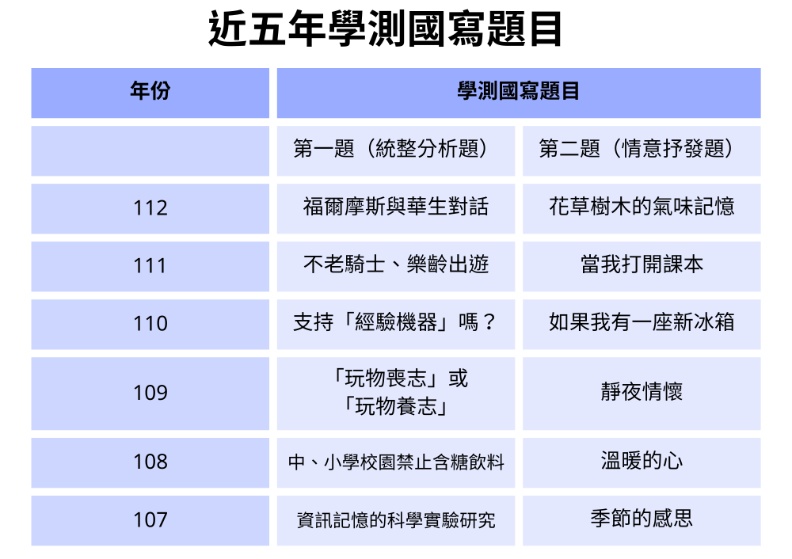 近五年學測國寫題目
年份 學測國寫題目
第一題（統整分析題） 第二題（情意抒發題）
112 福爾摩斯與華生對話 花草樹木的氣味記憶
111 不老騎士、樂齡出遊 當我打開課本
110 支持「經驗機器」嗎？ 如果我有一座新冰箱
109 「玩物喪志」或
「玩物養志」 靜夜情懷
108 中、小學校園禁止含糖飲料 溫暖的心
107 資訊記憶的科學實驗研究 季節的感思